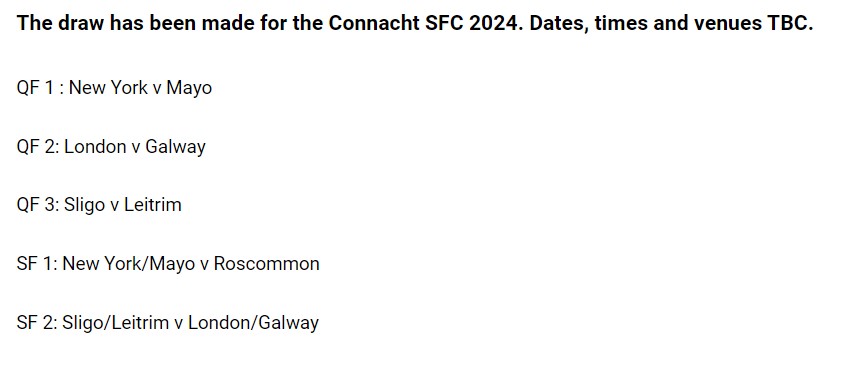 The draw has been made for the Connacht SFC 2024. Dates, times and venues TBC.
QF 1 : New York v Mayo
QF 2: London v Galway
QF 3: Sligo v Leitrim
SF 1: New York/Mayo v Roscommon
SF 2: Sligo/Leitrim v London/Galway